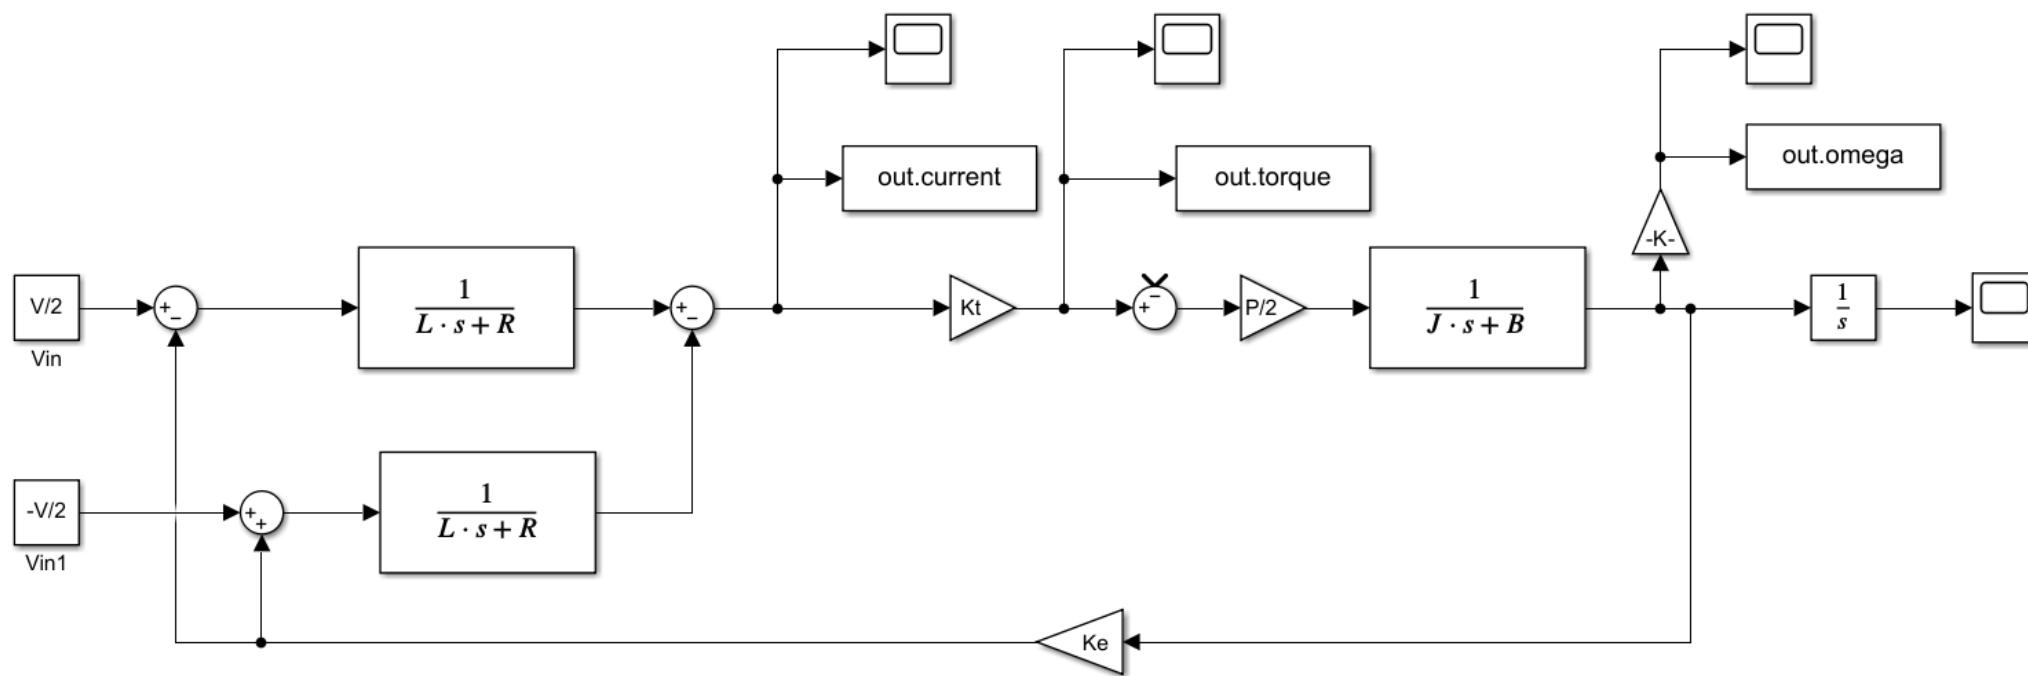 out.omega
out.current
out.torque
-K-
V/2
+
−
1
L · s + R
+
−
Kt
+
−
P/2
1
J · s + B
1
s
Vin
-V/2
+
+
1
L · s + R
Vin1
Ke